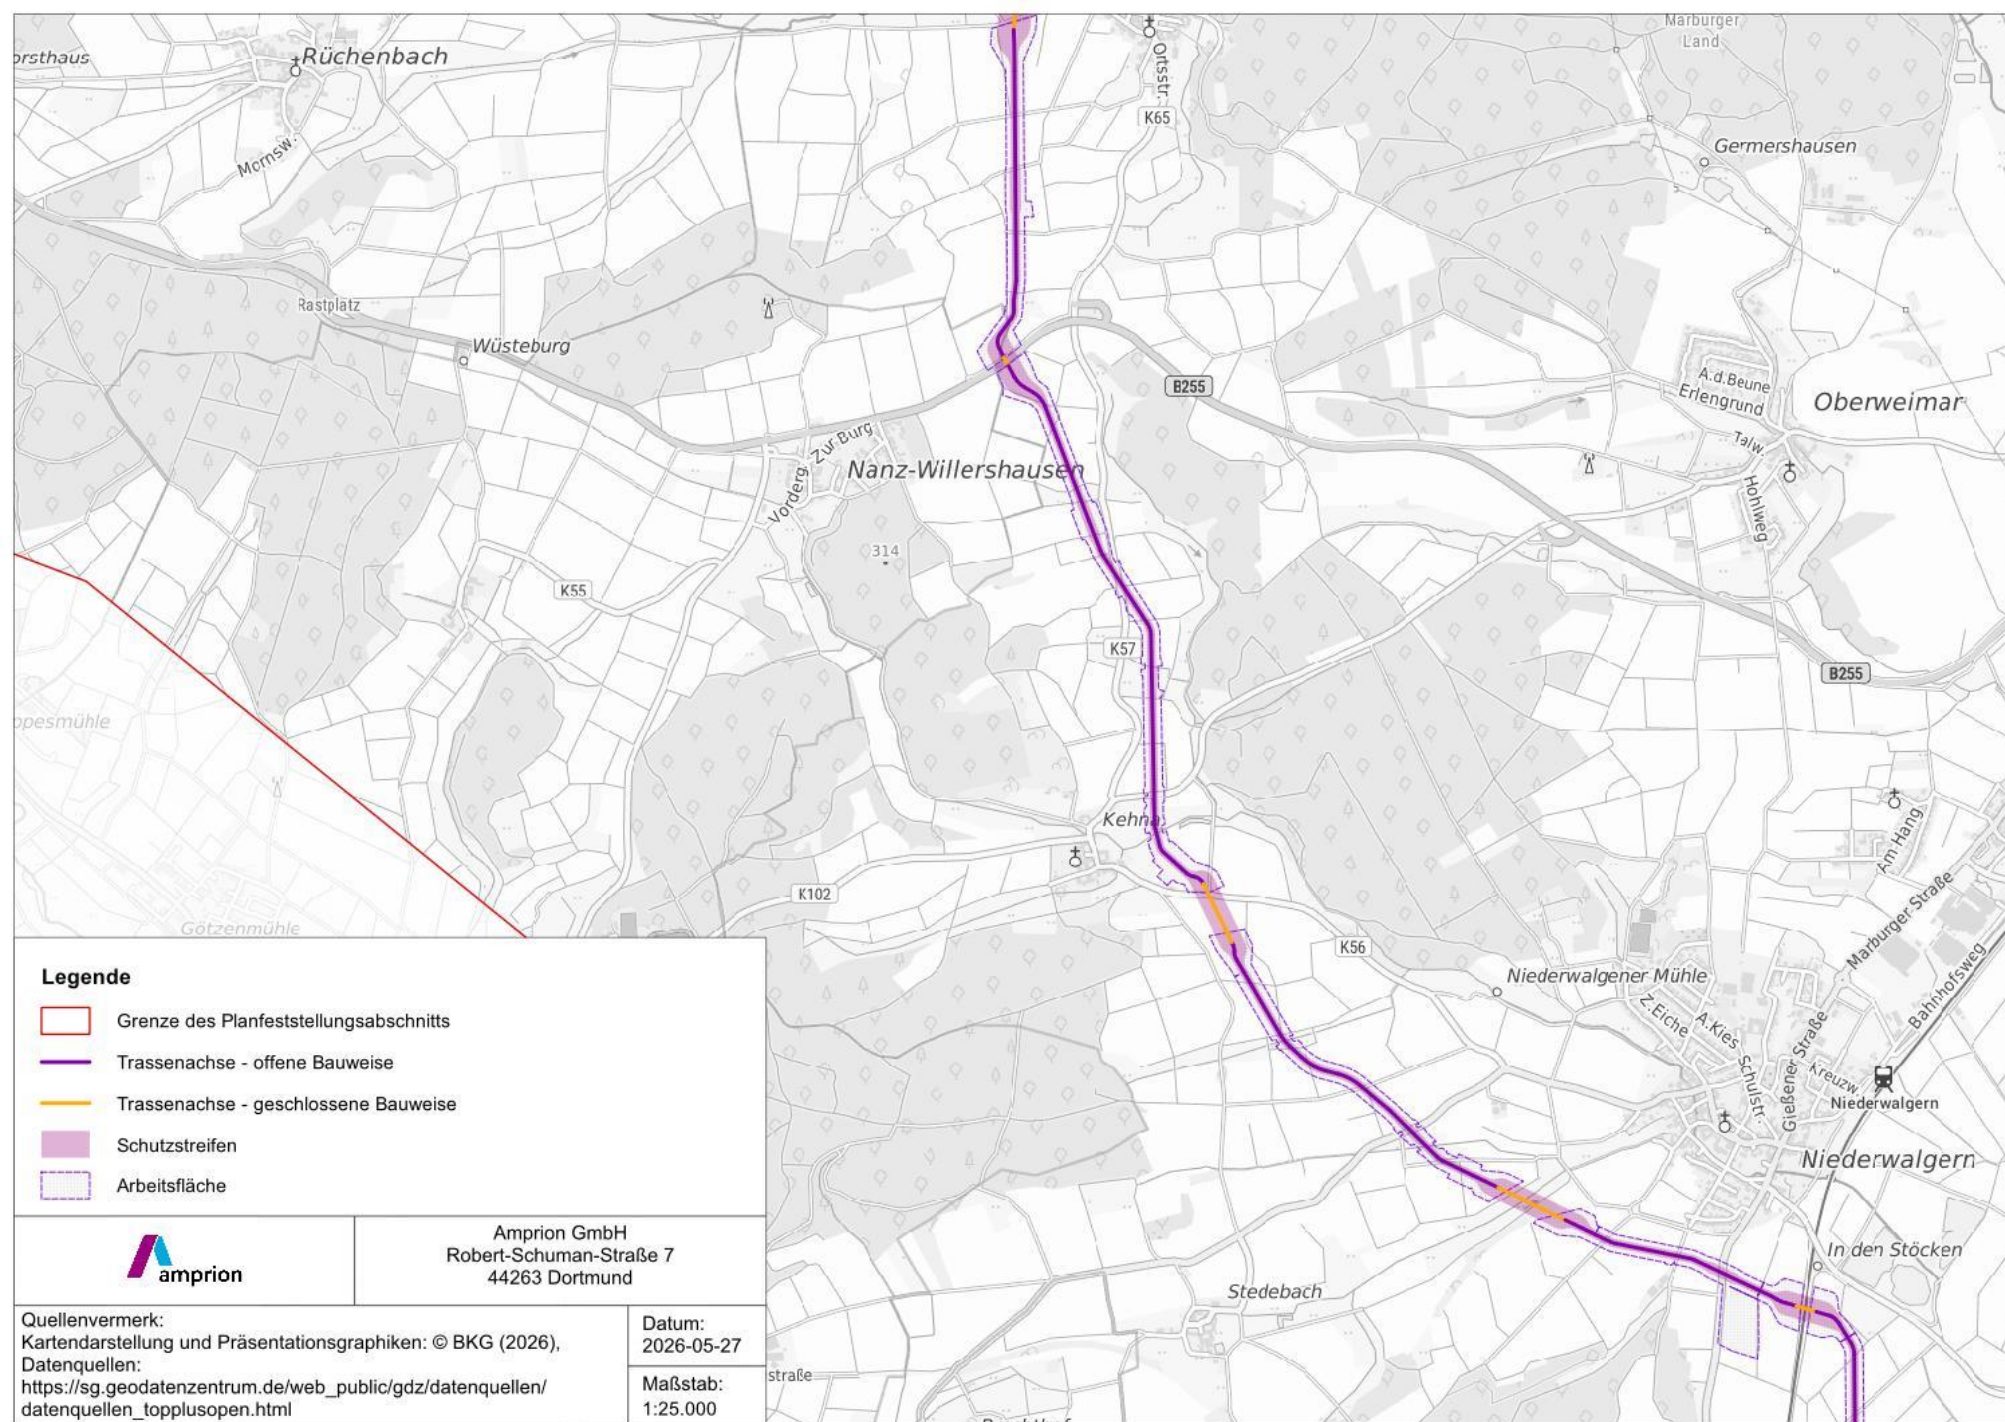 Marburger
Land
orsthaus
Rüchenbach
Ortsstr.
K65
Mornsw.
Germershausen
Rastplatz
Wüsteburg
B255
A.d.Beune
Erlengrund
Oberweimar
Zur Burg
Vorderg.
Nanz-Willershausen
Talw.
Hohlweg
314
K55
K57
B255
ppesmühle
Kehna
Am Hang
K102
Marburger Straße
Götzenmühle
K56
Niederwalgener Mühle
Bahnhofsweg
Z.Eiche
A.Kies
Schulstr.
Gießener Straße
Kreuzw.
Niederwalgern
Niederwalgern
In den Stöcken
Stedebach
straße
Legende
Grenze des Planfeststellungsabschnitts
Trassenachse - offene Bauweise
Trassenachse - geschlossene Bauweise
Schutzstreifen
Arbeitsfläche
amprion
Amprion GmbH
Robert-Schuman-Straße 7
44263 Dortmund
Quellenvermerk:
Kartendarstellung und Präsentationsgraphiken: © BKG (2026),
Datenquellen:
https://sg.geodatenzentrum.de/web_public/gdz/datenquellen/
datenquellen_topplusopen.html
Datum:
2026-05-27
Maßstab:
1:25.000